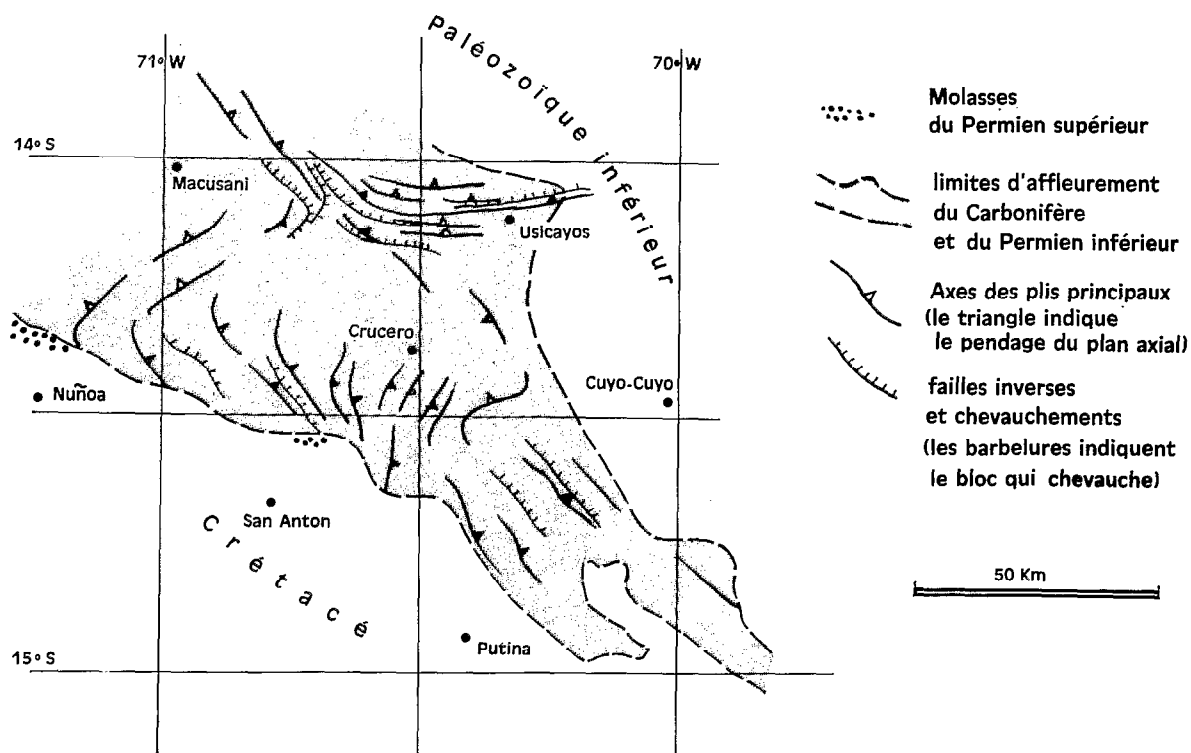 Paléozoïque inférieur
71° W
70° W
14° S
Macusani
Usicayos
Crucero
Nuñoa
Cuyo-Cuyo
San Anton
Crétacé
Putina
15° S
Molasses
du Permien supérieur
limites d'affleurement
du Carbonifère
et du Permien inférieur
Axes des plis principaux
(le triangle indique
le pendage du plan axial)
failles inverses
et chevauchements
(les barbelures indiquent
le bloc qui chevauche)
50 Km